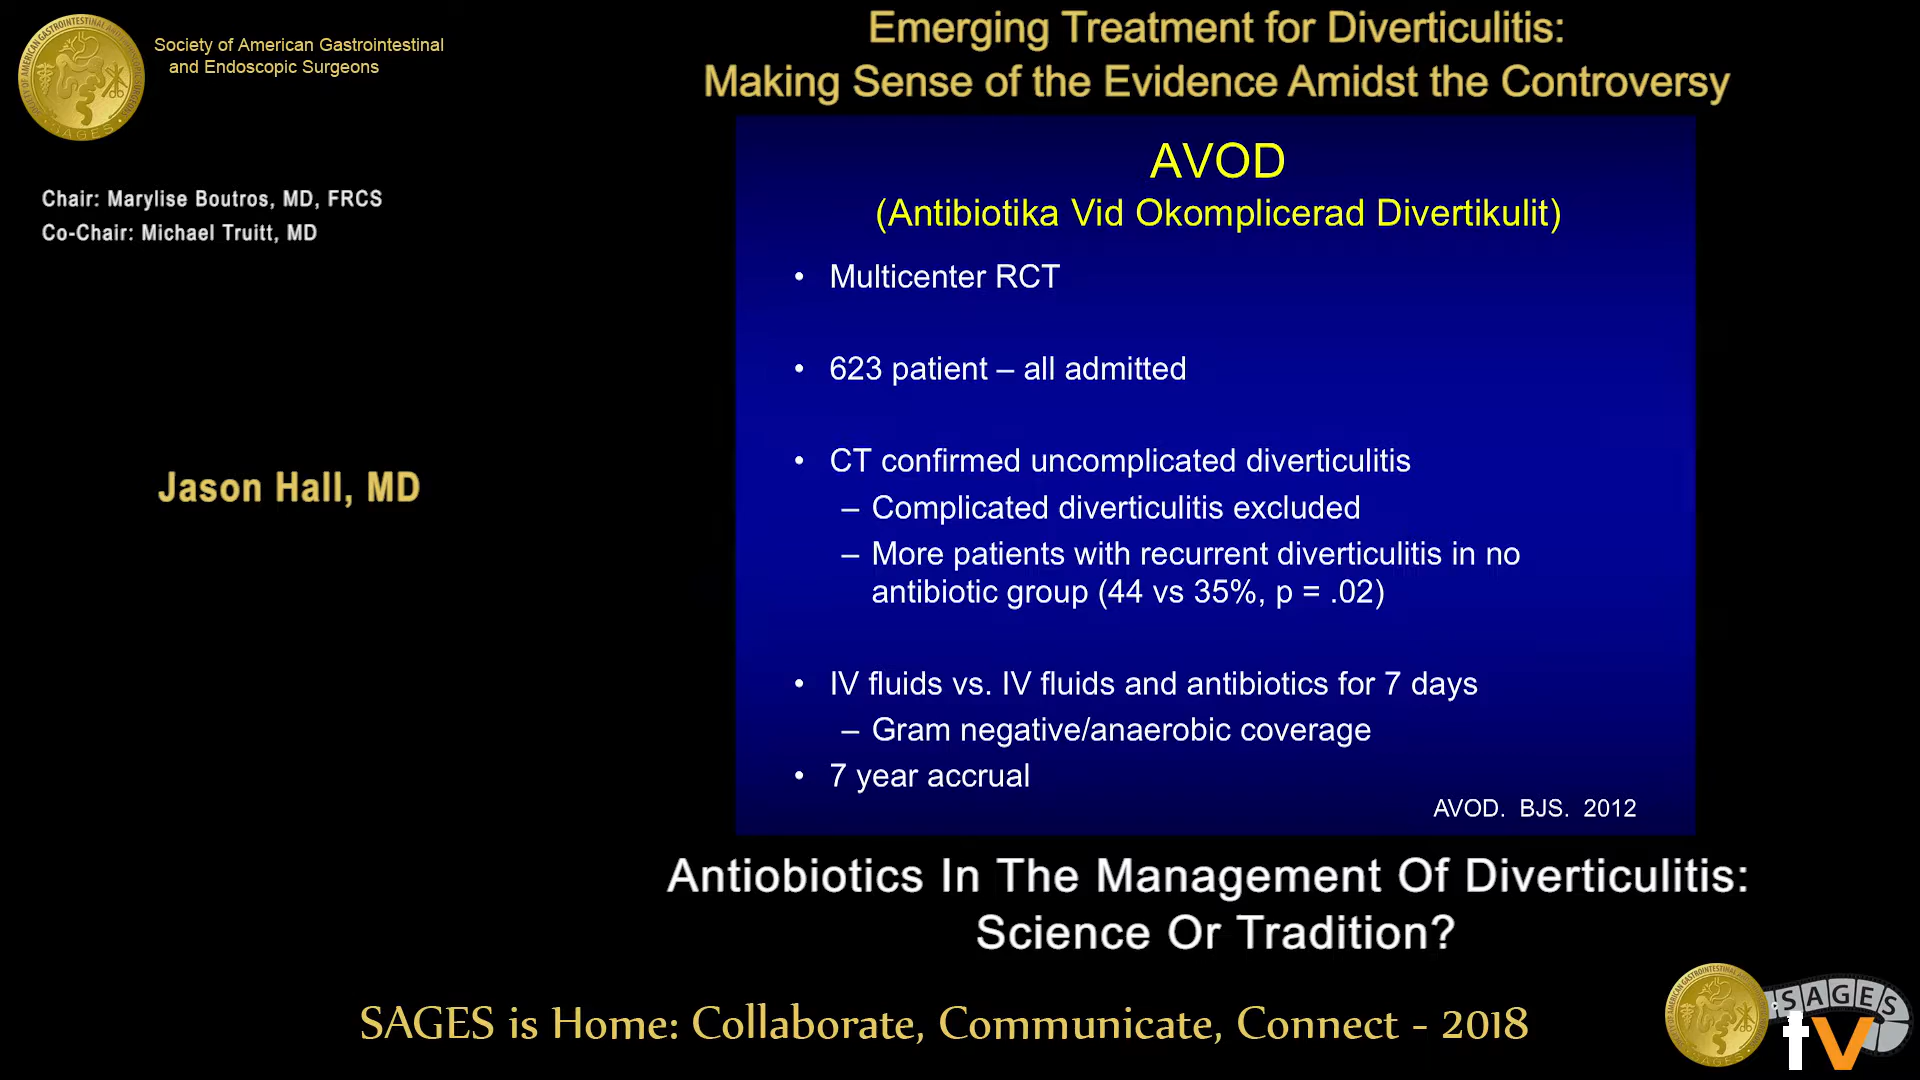 Society of American Gastrointestinal
and Endoscopic Surgeons
Emerging Treatment for Diverticulitis:
Making Sense of the Evidence Amidst the Controversy
Chair: Marylise Boutros, MD, FRCS
Co-Chair: Michael Truitt, MD
Jason Hall, MD
AVOD
(Antibiotika Vid Okomplicerad Divertikulit)
• Multicenter RCT
• 623 patient – all admitted
• CT confirmed uncomplicated diverticulitis
– Complicated diverticulitis excluded
– More patients with recurrent diverticulitis in no
antibiotic group (44 vs 35%, p = .02)
• IV fluids vs. IV fluids and antibiotics for 7 days
– Gram negative/anaerobic coverage
• 7 year accrual
AVOD. BJS. 2012
Antiobiotics In The Management Of Diverticulitis:
Science Or Tradition?
SAGES is Home: Collaborate, Communicate, Connect - 2018
SAGES
tV